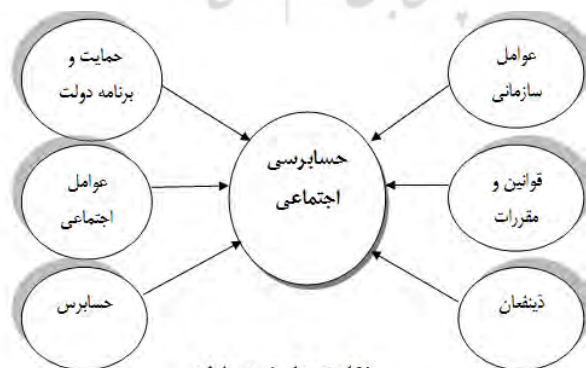 عوامل
سازمانی
حمایت و
برنامه دولت
حسابرسی
اجتماعی
قوانین و
مقررات
عوامل
اجتماعی
ذینفعان
حسابرس